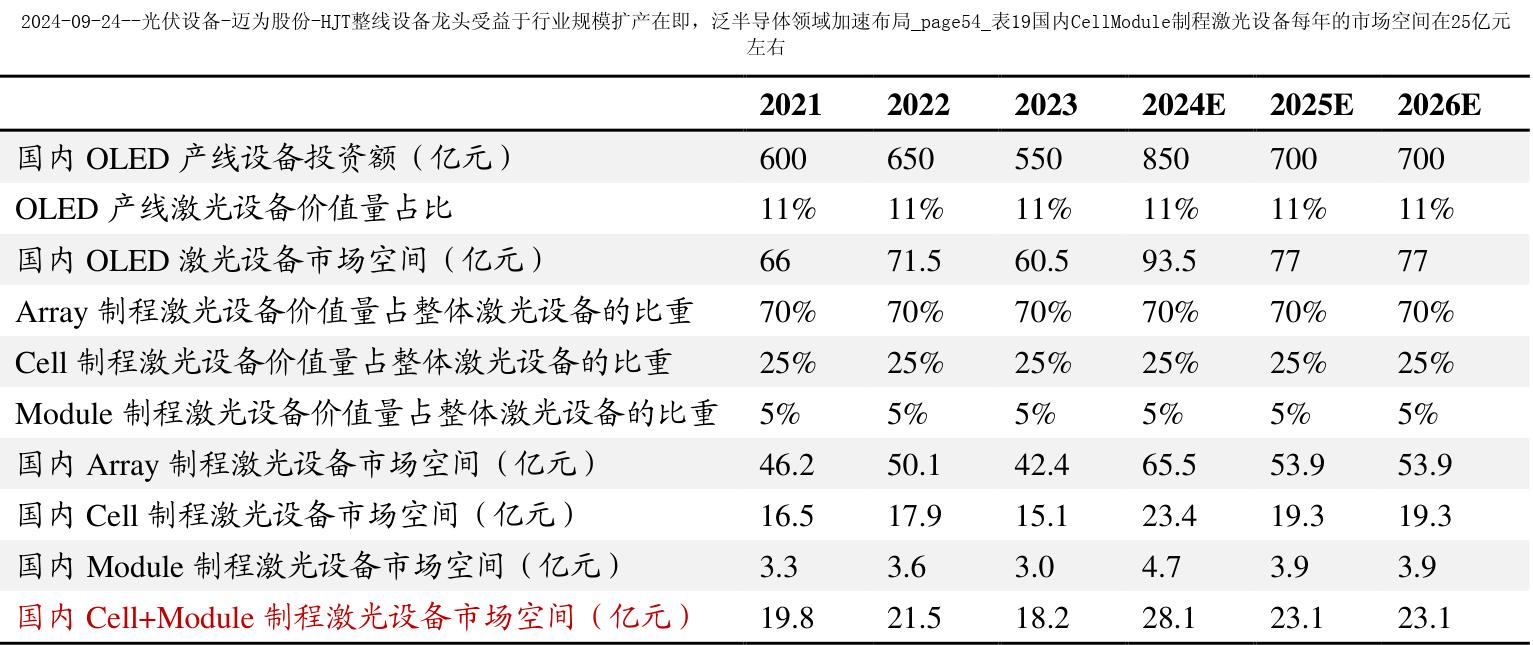 2024-09-24--光伏设备-迈为股份-HJT整线设备龙头受益于行业规模扩产在即，泛半导体领域加速布局_page54_表19国内CellModule制程激光设备每年的市场空间在25亿元
左右
2021 2022 2023 2024E 2025E 2026E
国内 OLED 产线设备投资额（亿元） 600 650 550 850 700 700
OLED 产线激光设备价值量占比 11% 11% 11% 11% 11% 11%
国内 OLED 激光设备市场空间（亿元） 66 71.5 60.5 93.5 77 77
Array 制程激光设备价值量占整体激光设备的比重 70% 70% 70% 70% 70% 70%
Cell 制程激光设备价值量占整体激光设备的比重 25% 25% 25% 25% 25% 25%
Module 制程激光设备价值量占整体激光设备的比重 5% 5% 5% 5% 5% 5%
国内 Array 制程激光设备市场空间（亿元） 46.2 50.1 42.4 65.5 53.9 53.9
国内 Cell 制程激光设备市场空间（亿元） 16.5 17.9 15.1 23.4 19.3 19.3
国内 Module 制程激光设备市场空间（亿元） 3.3 3.6 3.0 4.7 3.9 3.9
国内 Cell+Module 制程激光设备市场空间（亿元） 19.8 21.5 18.2 28.1 23.1 23.1